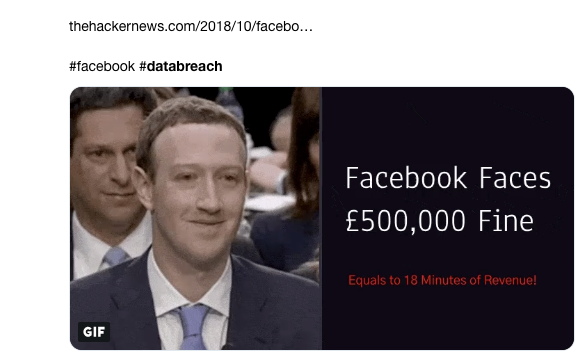 thehackernews.com/2018/10/facebo…
#facebook #databreach
Facebook Faces
£500,000 Fine
Equals to 18 Minutes of Revenue!
GIF